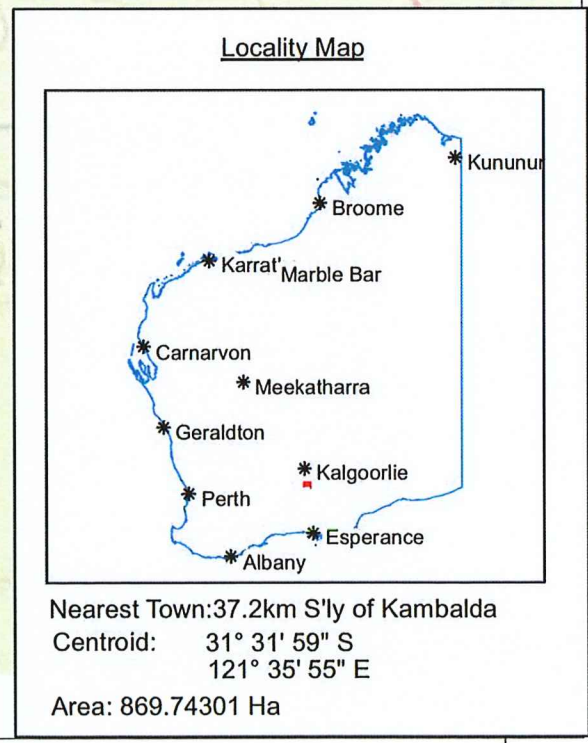 Locality Map
Kununur
Broome
Karrat'
Marble Bar
Carnarvon
Meekatharra
Geraldton
Kalgoorlie
Perth
Esperance
Albany
Nearest Town:37.2km S'ly of Kambalda
Centroid: 31° 31' 59" S
121° 35' 55" E
Area: 869.74301 Ha